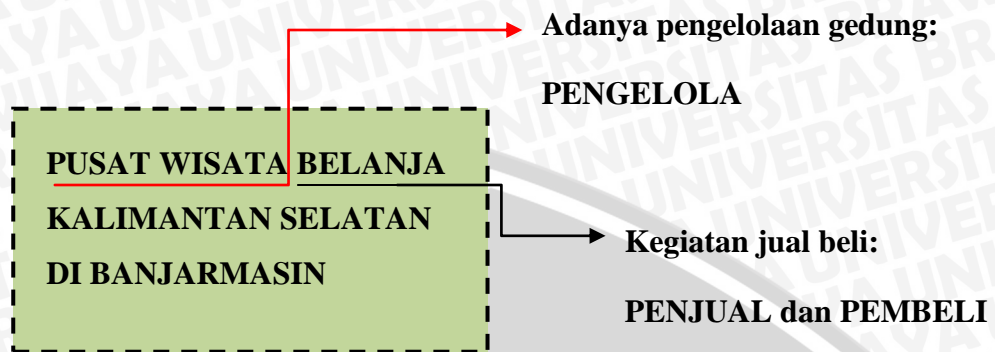 Adanya pengelolaan gedung:
PENGELOLA
PUSAT WISATA BELANJA
KALIMANTAN SELATAN
DI BANJARMASIN
Kegiatan jual beli:
PENJUAL dan PEMBELI